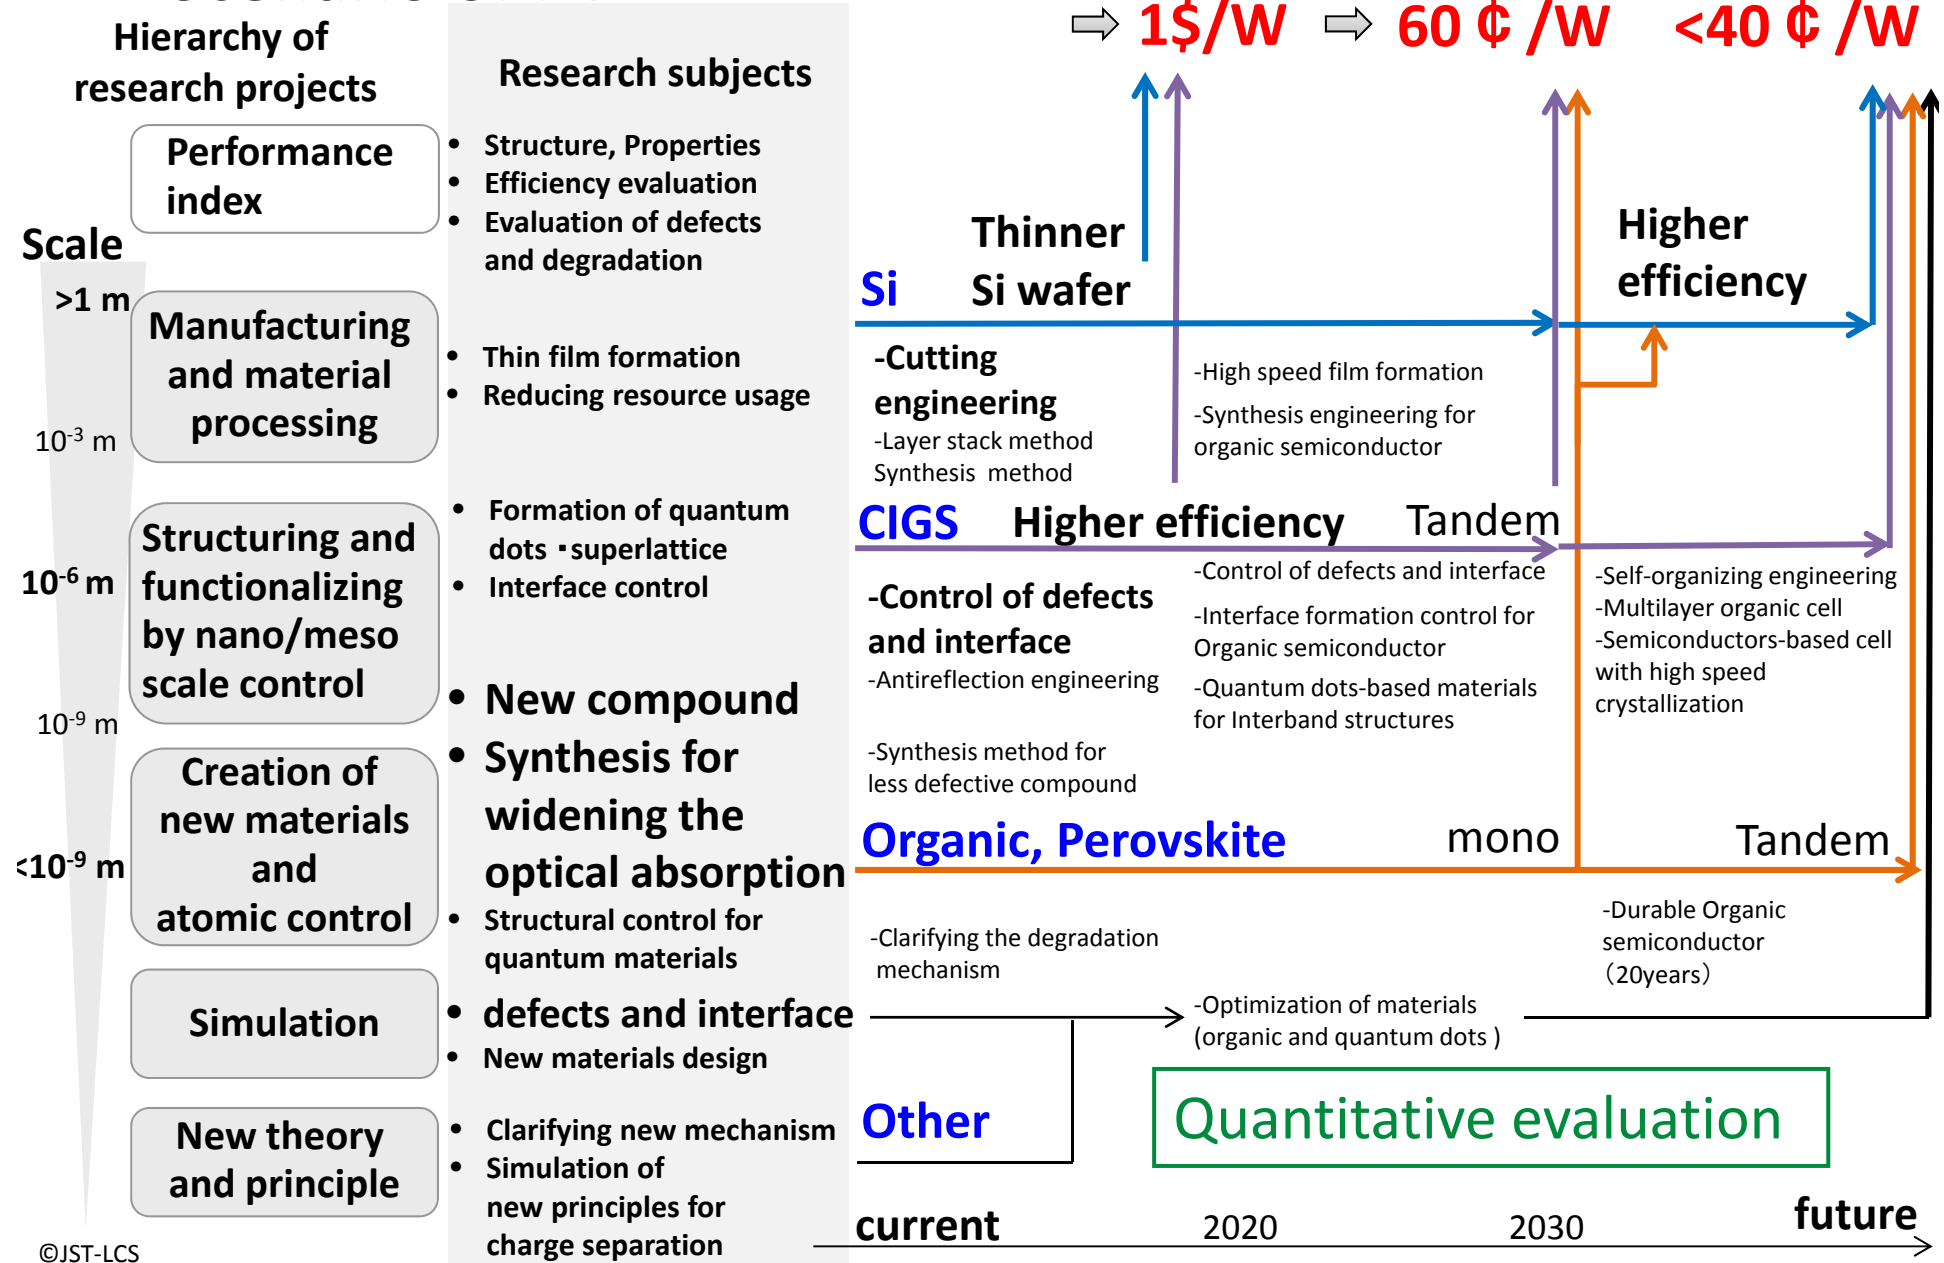 Hierarchy of
research projects
Research subjects
1$/W
60 ¢ /W
<40 ¢ /W
Performance
index
• Structure, Properties
• Efficiency evaluation
• Evaluation of defects
and degradation
Scale
>1 m
10-3 m
10-6 m
10-9 m
<10-9 m
Manufacturing
and material
processing
• Thin film formation
• Reducing resource usage
Structuring and
functionalizing
by nano/meso
scale control
• Formation of quantum
dots ・superlattice
• Interface control
Creation of
new materials
and
atomic control
• New compound
• Synthesis for
widening the
optical absorption
• Structural control for
quantum materials
Simulation
• defects and interface
• New materials design
New theory
and principle
• Clarifying new mechanism
• Simulation of
new principles for
charge separation
Si
Thinner
Si wafer
Higher
efficiency
-Cutting
engineering
-Layer stack method
Synthesis method
-High speed film formation
-Synthesis engineering for
organic semiconductor
CIGS
Higher efficiency
Tandem
-Control of defects
and interface
-Antireflection engineering
-Synthesis method for
less defective compound
-Control of defects and interface
-Interface formation control for
Organic semiconductor
-Quantum dots-based materials
for Interband structures
-Self-organizing engineering
-Multilayer organic cell
-Semiconductors-based cell
with high speed
crystallization
Organic, Perovskite
mono
Tandem
-Clarifying the degradation
mechanism
-Durable Organic
semiconductor
（20years）
-Optimization of materials
(organic and quantum dots )
Other
Quantitative evaluation
current
2020
2030
future
©JST-LCS